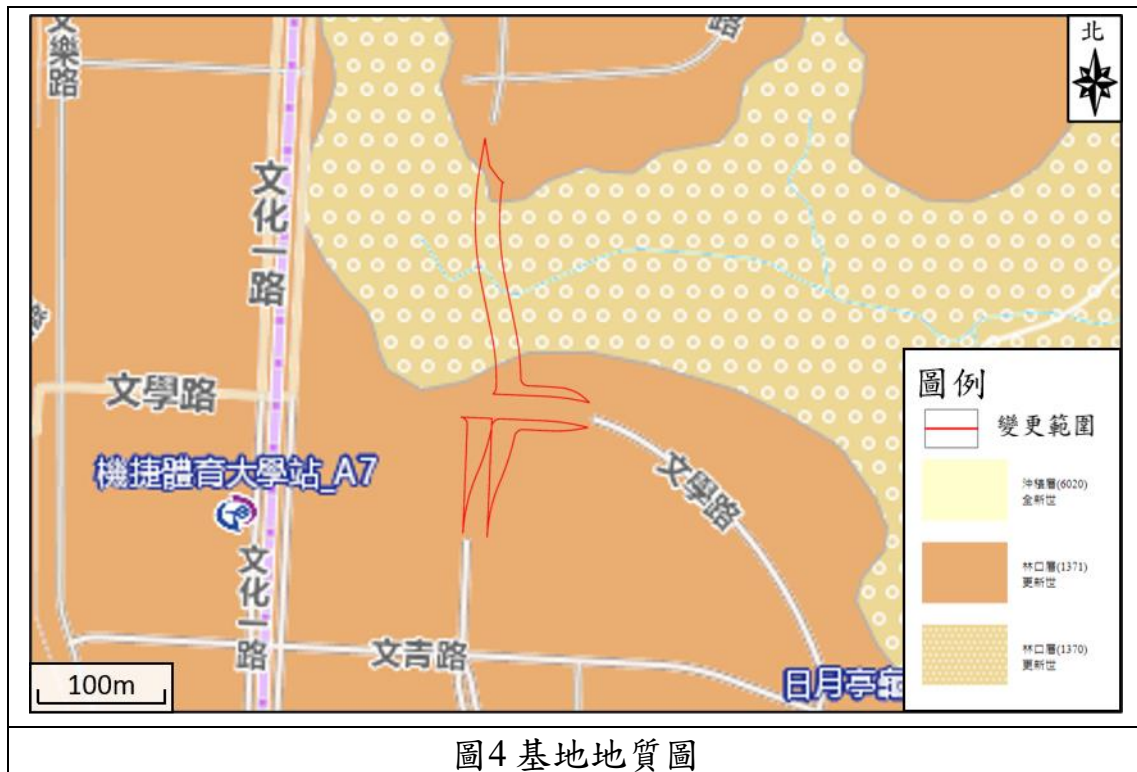 文樂路
路
北
文化一路
文學路
機捷體育大學站_A7
文學路
文化一路
文吉路
日月亭
100m
圖例
變更範圍
沖積層(6020)
全新世
林口層(1371)
更新世
林口層(1370)
更新世
圖4 基地地質圖